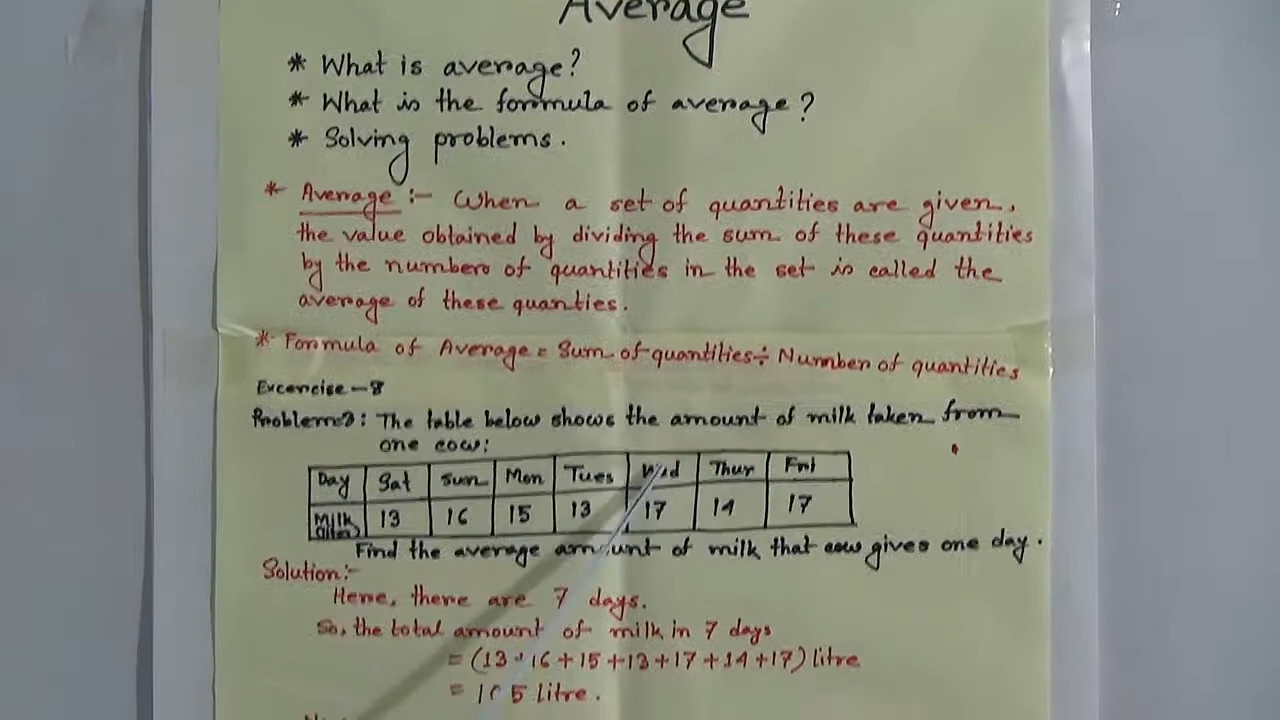 Average
* What is average?
* What is the formula of average?
* Solving problems.
* Average :- When a set of quantities are given,
the value obtained by dividing the sum of these quantities
by the numbers of quantities in the set is called the
average of these quanties.
* Formula of Average = Sum of quantities ÷ Number of quantities
Excercise - 8
Problem 2: The table below shows the amount of milk taken from
one cow:
Day Sat Sun Mon Tues Wed Thur Fri
Milk 13 16 15 13 17 14 17
Find the average amount of milk that cow gives one day.
Solution:-
Here, there are 7 days.
So, the total amount of milk in 7 days
= (13+16+15+13+17+14+17) litre
= 105 litre.